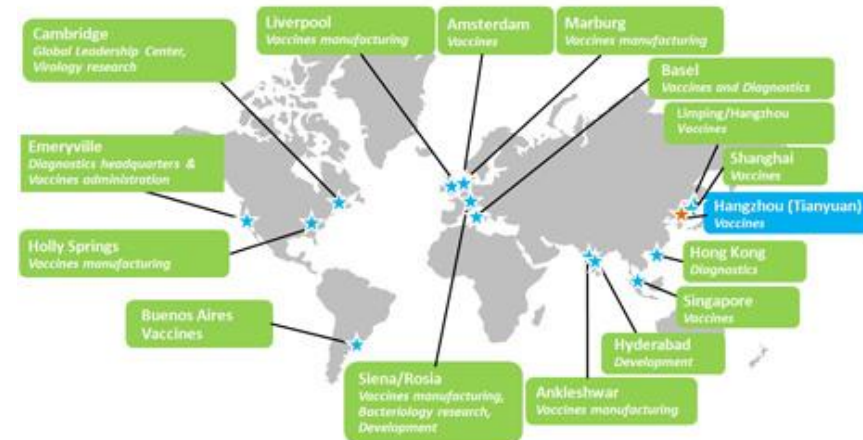 Cambridge
Global Leadership Center,
Virology research
Liverpool
Vaccines manufacturing
Amsterdam
Vaccines
Marburg
Vaccines manufacturing
Basel
Vaccines and Diagnostics
Limping/Hangzhou
Vaccines
Emeryville
Diagnostics headquarters &
Vaccines administration
Shanghai
Vaccines
Hangzhou (Tianyuan)
Vaccines
Holly Springs
Vaccines manufacturing
Hong Kong
Diagnostics
Singapore
Vaccines
Buenos Aires
Vaccines
Hyderabad
Development
Siena/Rosia
Vaccines manufacturing,
Bacteriology research,
Development
Ankleshwar
Vaccines manufacturing